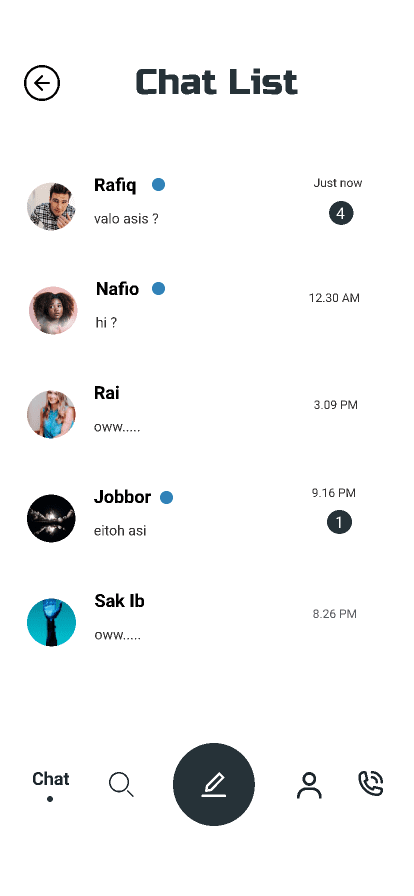 Chat List
Rafiq
Just now
valo asis ?
4
Nafio
12.30 AM
hi ?
Rai
3.09 PM
oww.....
Jobbor
9.16 PM
eitoh asi
1
Sak Ib
8.26 PM
oww.....
Chat